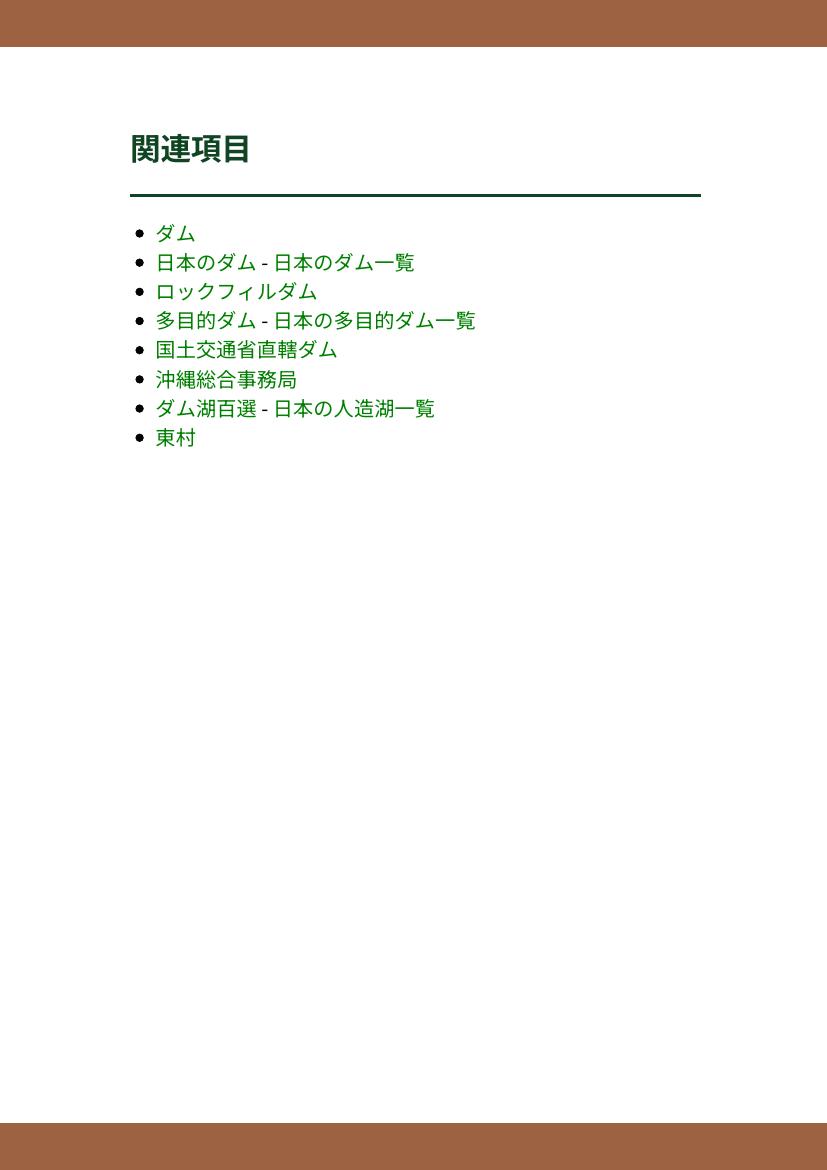 関連項目
ダム
日本のダム - 日本のダム一覧
ロックフィルダム
多目的ダム - 日本の多目的ダム一覧
国土交通省直轄ダム
沖縄総合事務局
ダム湖百選 - 日本の人造湖一覧
東村